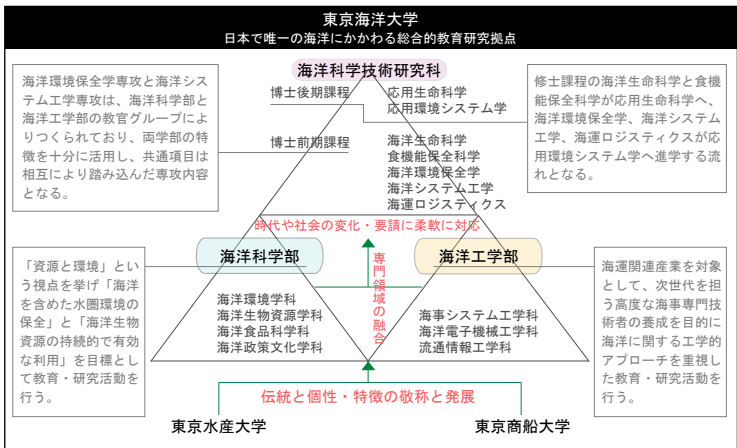 東京海洋大学
日本で唯一の海洋にかかわる総合的教育研究拠点
海洋科学技術研究科
海洋環境保全学専攻と海洋シス
テム工学専攻は、海洋科学部と
海洋工学部の教官グループによ
りつくられており、両学部の特
徴を十分に活用し、共通項目は
相互により踏み込んだ専攻内容
となる。
博士後期課程
応用生命科学
応用環境システム学
博士前期課程
海洋生命科学
食機能保全科学
海洋環境保全学
海洋システム工学
海運ロジスティクス
修士課程の海洋生命科学と食機
能保全科学が応用生命科学へ、
海洋環境保全学、海洋システム
工学、海運ロジスティクスが応
用環境システム学へ進学する流
れとなる。
時代や社会の変化・要請に柔軟に対応
海洋科学部
海洋工学部
専門領域の融合
「資源と環境」という
視点を挙げ「海洋
を含めた水圏環境の
保全」と「海洋生物
資源の持続的で有効
な利用」を目標とし
て教育・研究活動を
行う。
海洋環境学科
海洋生物資源学科
海洋食品科学科
海洋政策文化学科
海事システム工学科
海洋電子機械工学科
流通情報工学科
海運関連産業を対象
として、次世代を担
う高度な海事専門技
術者の養成を目的に
海洋に関する工学的
アプローチを重視し
た教育・研究活動を
行う。
伝統と個性・特徴の敬称と発展
東京水産大学
東京商船大学